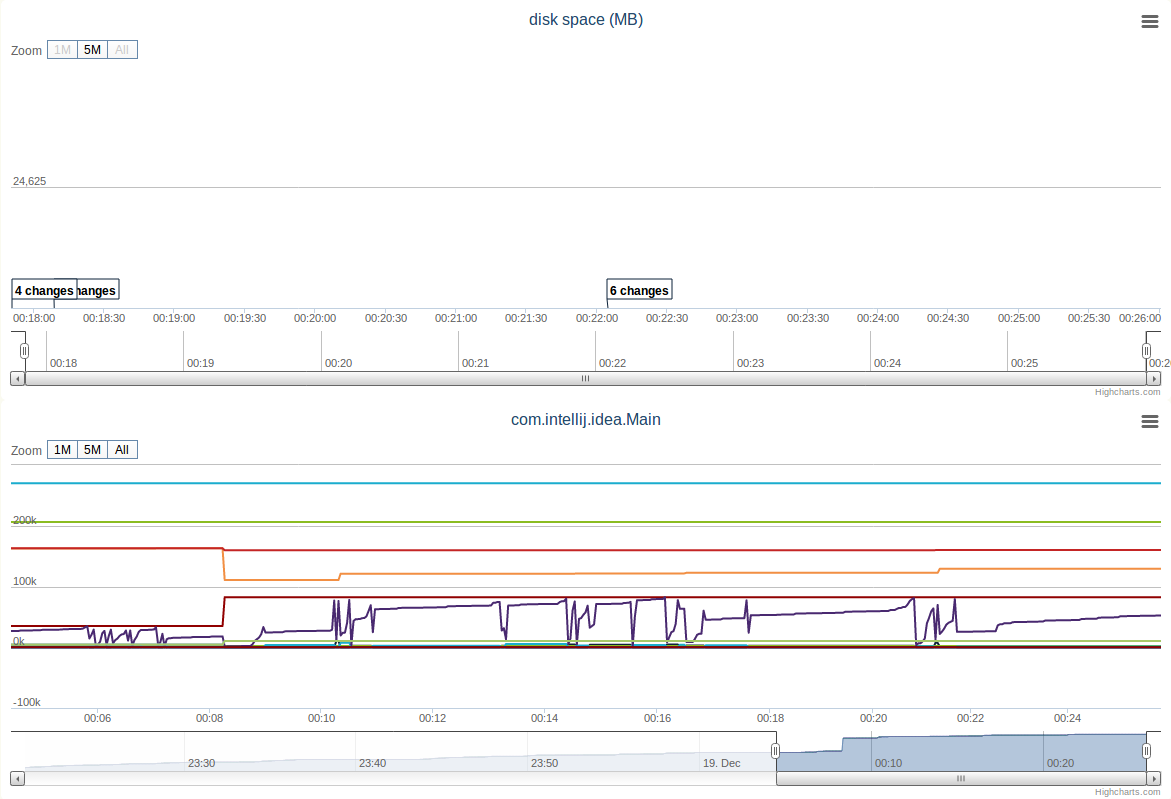 disk space (MB)
Zoom 1M 5M All
24,625
4 changes hanges 6 changes
00:18:00 00:18:30 00:19:00 00:19:30 00:20:00 00:20:30 00:21:00 00:21:30 00:22:00 00:22:30 00:23:00 00:23:30 00:24:00 00:24:30 00:25:00 00:25:30 00:26:00
00:18 00:19 00:20 00:21 00:22 00:23 00:24 00:25
Highcharts.com
com.intellij.idea.Main
Zoom 1M 5M All
200k
100k
0k
-100k
00:06 00:08 00:10 00:12 00:14 00:16 00:18 00:20 00:22 00:24
23:30 23:40 23:50 19. Dec 00:10 00:20
Highcharts.com